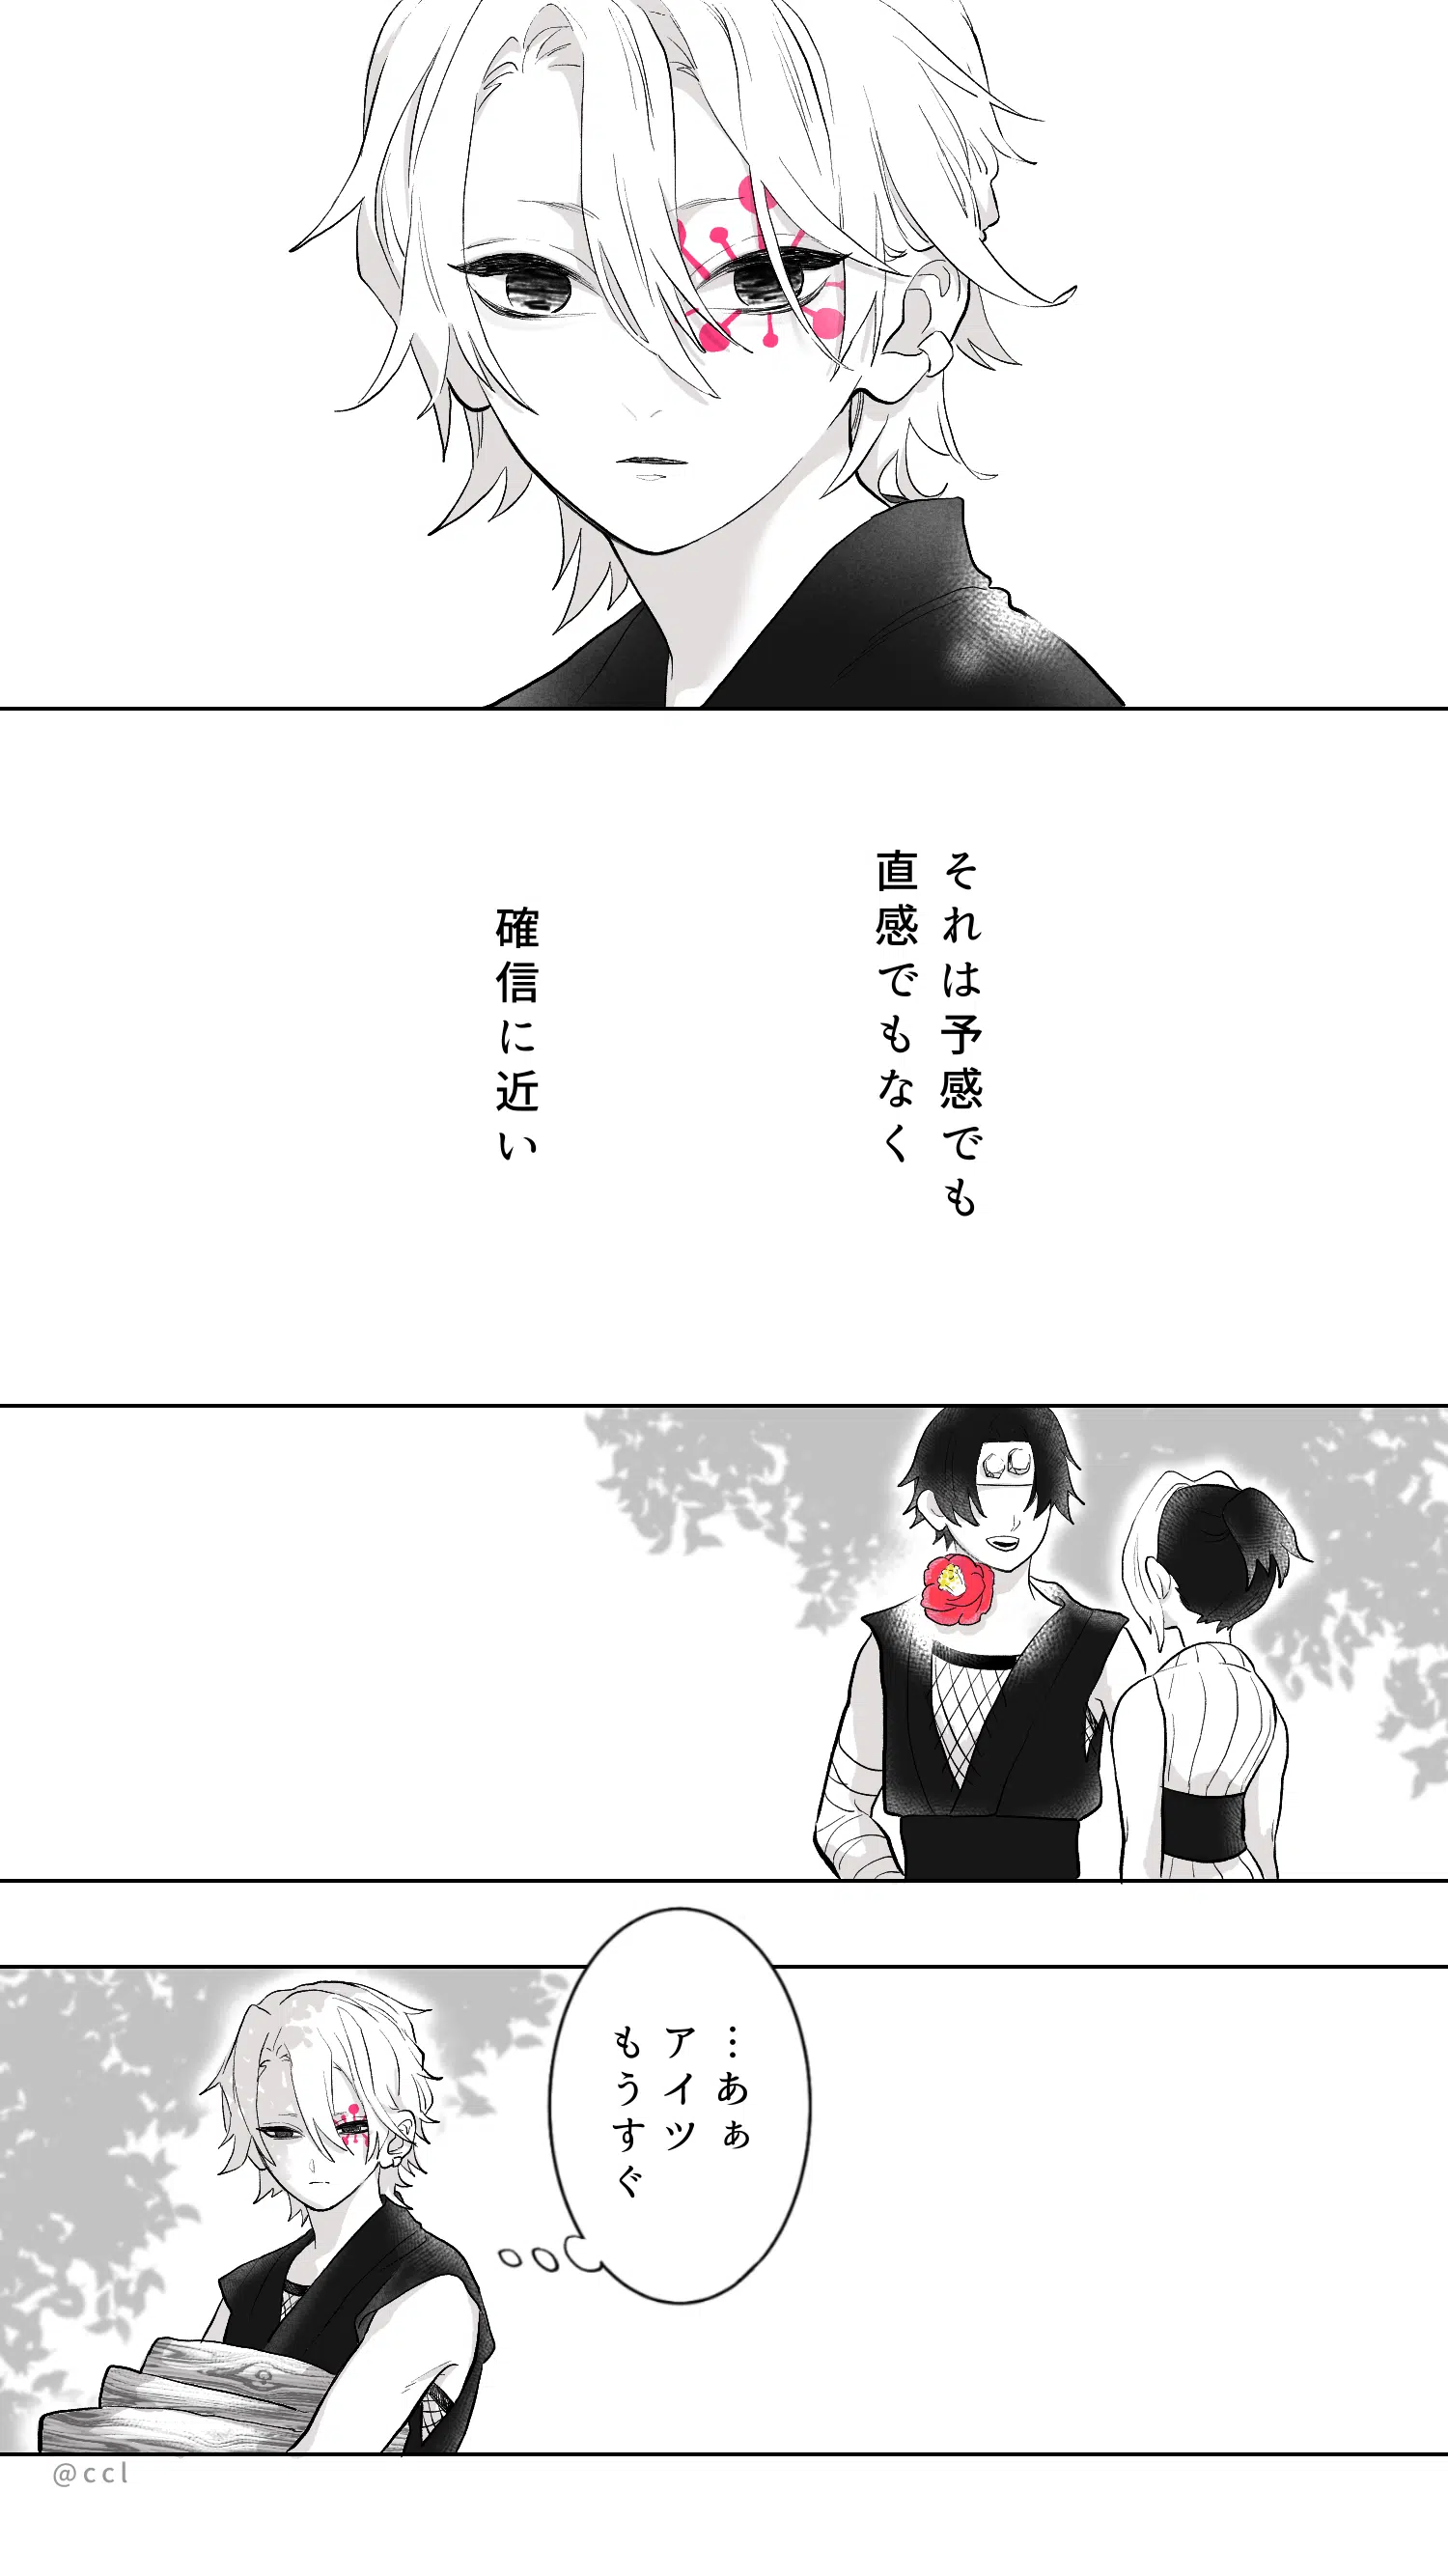 それは予感でも
直感でもなく
確信に近い
…あぁ
アイツ
もうすぐ
@ccl